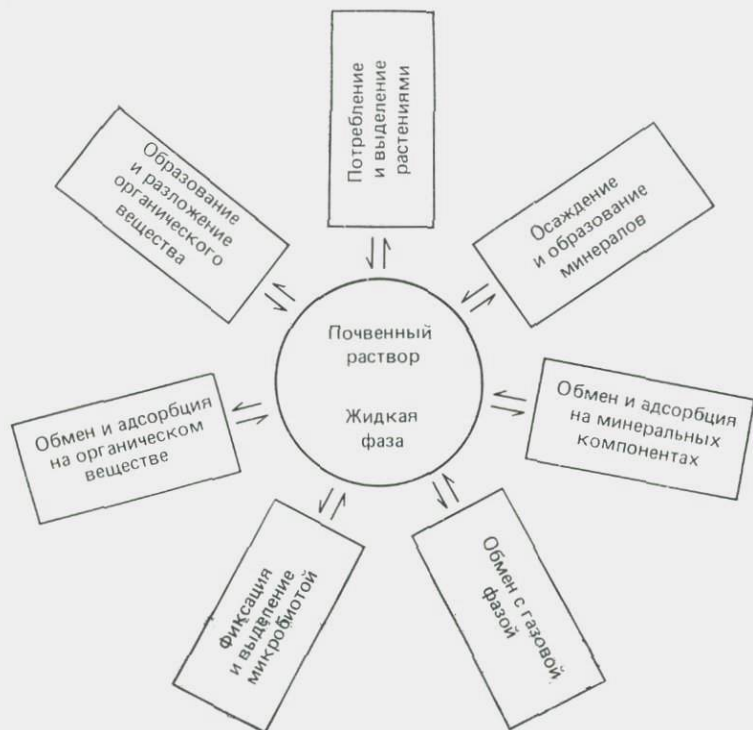 Потребление
и выделение
растениями
Образование
и разложение
органического
вещества
Осаждение
и образование
минералов
Почвенный
раствор
Жидкая
фаза
Обмен и адсорбция
на органическом
веществе
Обмен и адсорбция
на минеральных
компонентах
Фиксация
и выделение
микробиотой
Обмен с газовой
фазой